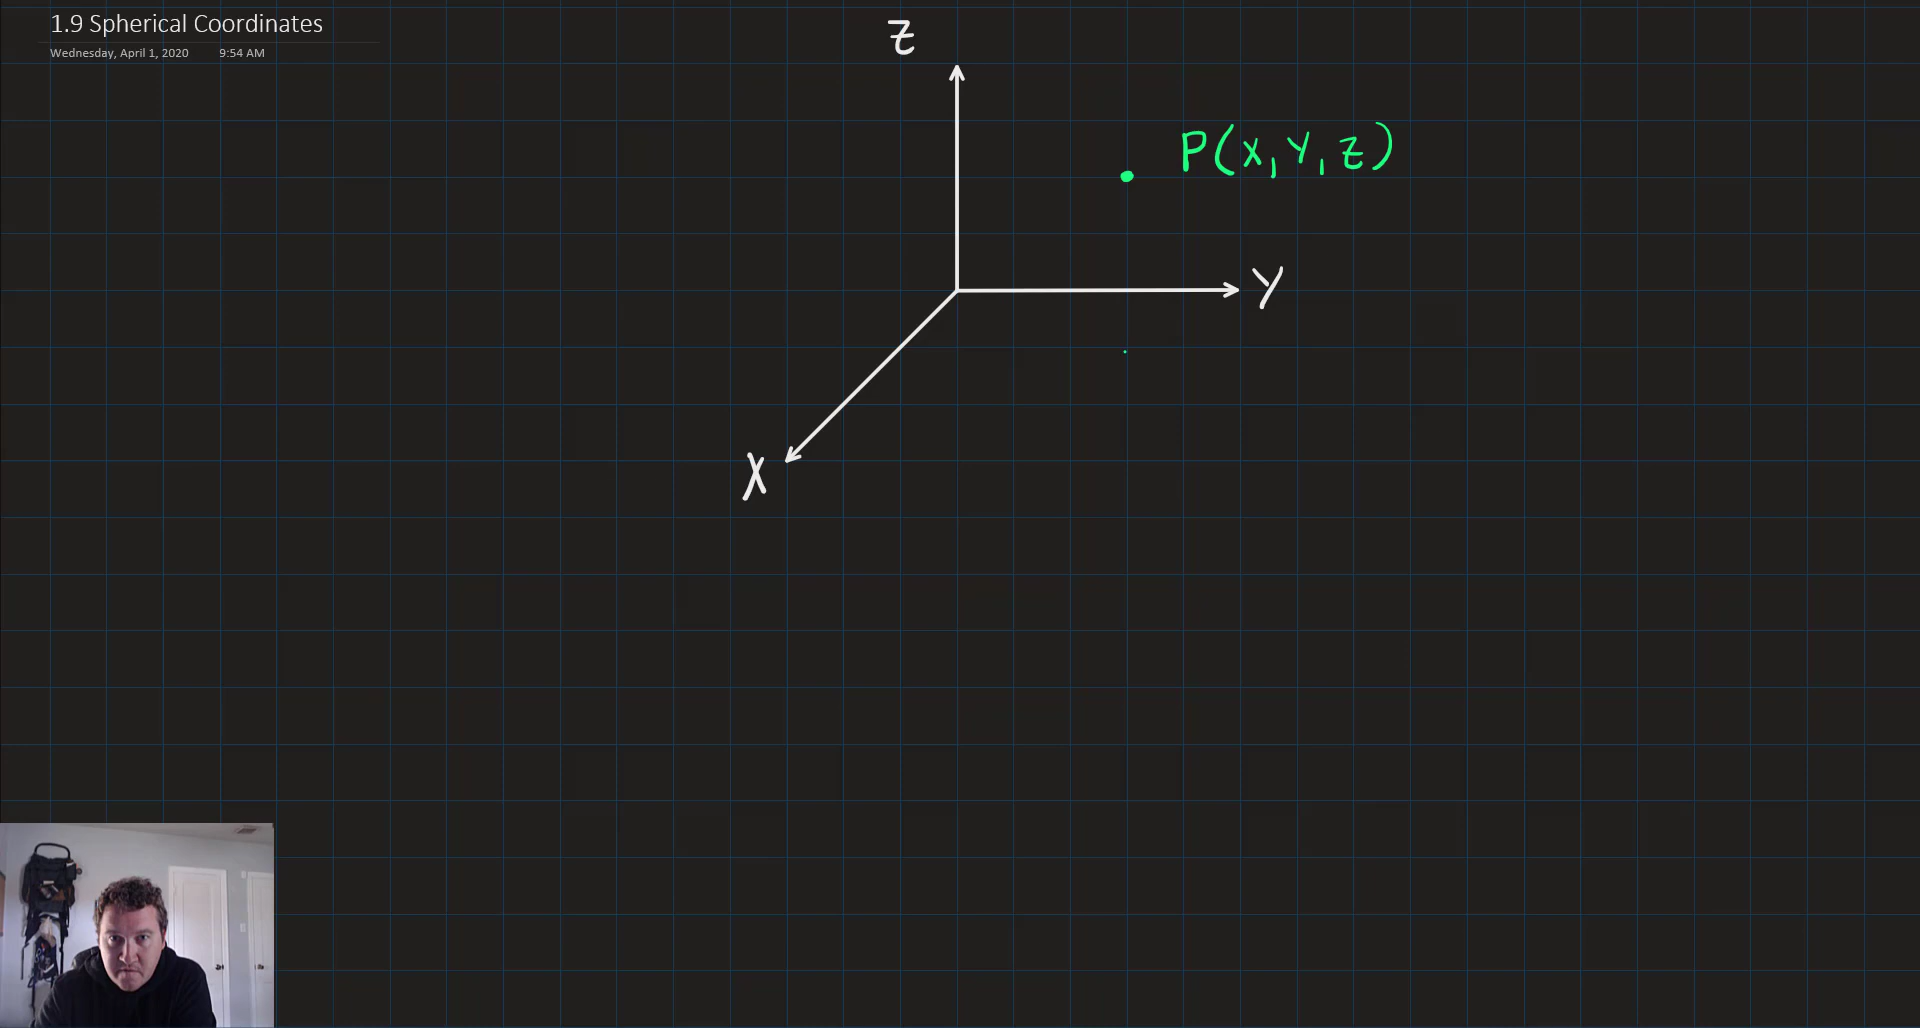 1.9 Spherical Coordinates
Wednesday, April 1, 2020 9:54 AM
Z
P(x, y, z)
Y
X